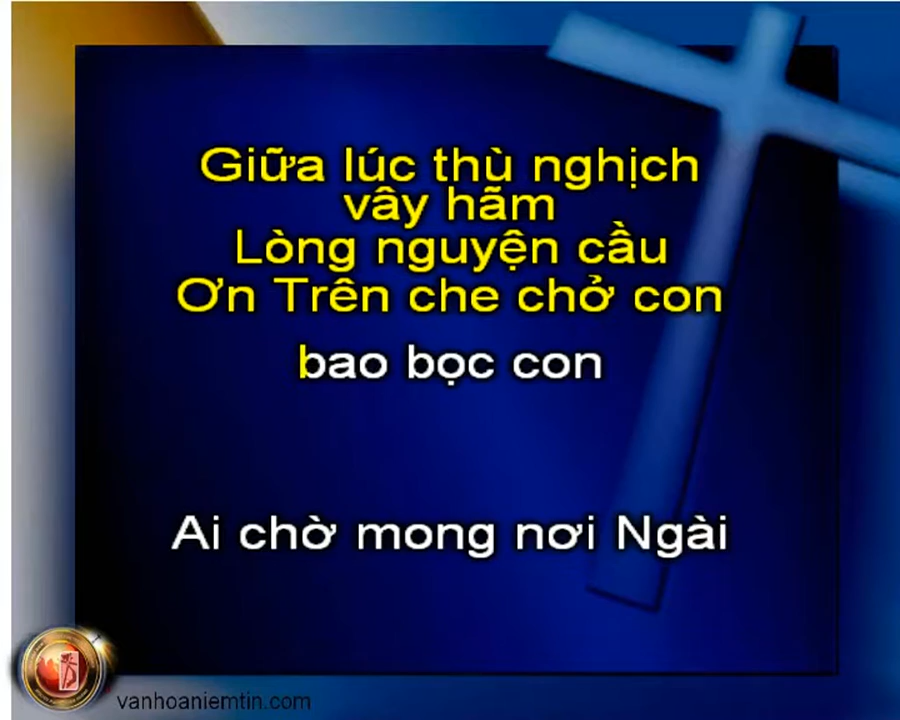 Giữa lúc thù nghịch
vây hãm
Lòng nguyện cầu
Ơn Trên che chở con
bao bọc con
Ai chờ mong nơi Ngài
vanhoaniemtin.com